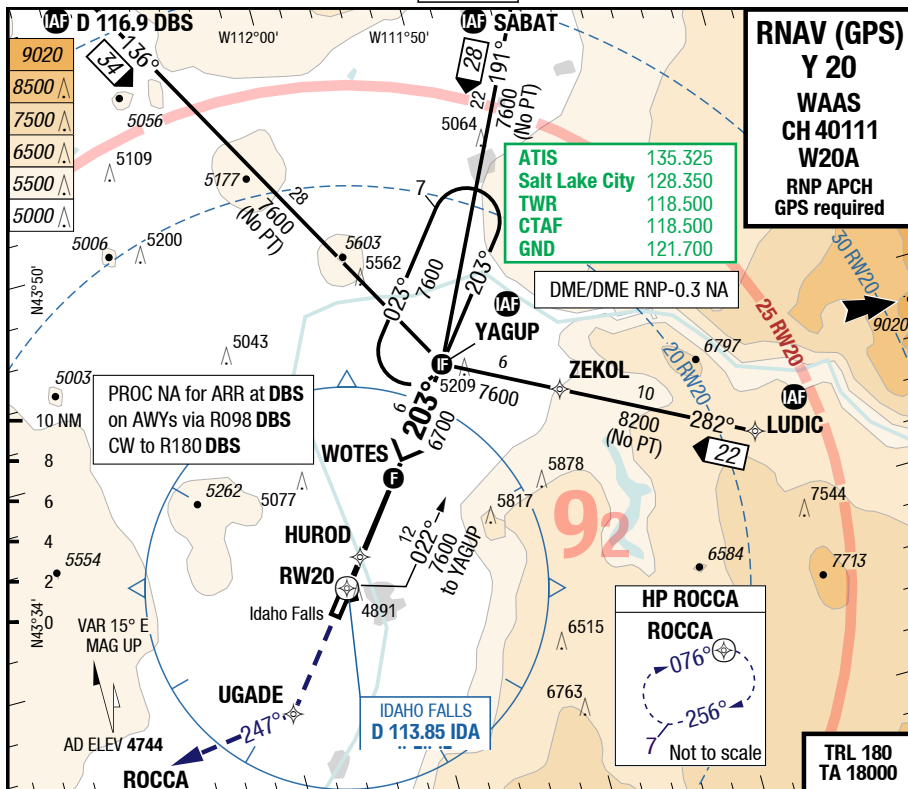 IAF D 116.9 DBS
IAF SABAT
W112°00'
W111°50'
RNAV (GPS)
Y 20
WAAS
CH 40111
W20A
RNP APCH
GPS required
9020
8500
7500
6500
5500
5000
136°
34
28
191°
22
7600
(No PT)
5056
5064
5109
5177
28
7600
(No PT)
7
ATIS 135.325
Salt Lake City 128.350
TWR 118.500
CTAF 118.500
GND 121.700
5006
5200
5603
5562
023°
7600
203°
DME/DME RNP-0.3 NA
30 RW20
25 RW20
20 RW20
9020
N43°50'
IAF
YAGUP
IF
5043
5209
6
7600
ZEKOL
6797
10
8200
(No PT)
282°
IAF
LUDIC
22
5003
PROC NA for ARR at DBS
on AWYs via R098 DBS
CW to R180 DBS
10 NM
8
6
4
2
0
6
203°
6700
WOTES
F
5262
5077
5878
5817
92
7544
5554
HUROD
12
022°
7600
to YAGUP
RW20
Idaho Falls
4891
6584
7713
N43°34'
VAR 15° E
MAG UP
6515
HP ROCCA
ROCCA
076°
256°
7
Not to scale
UGADE
247°
6763
IDAHO FALLS
D 113.85 IDA
AD ELEV 4744
ROCCA
TRL 180
TA 18000